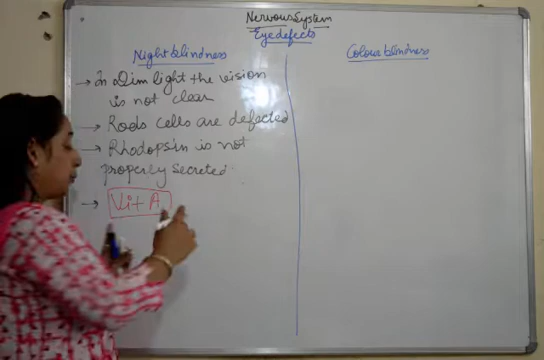 Nervous System
Eye defects
Night blindness
Colour blindness
→ In Dim light the vision
is not clear
→ Rods cells are defected
→ Rhodopsin is not
properly secreted.
→ Vit A